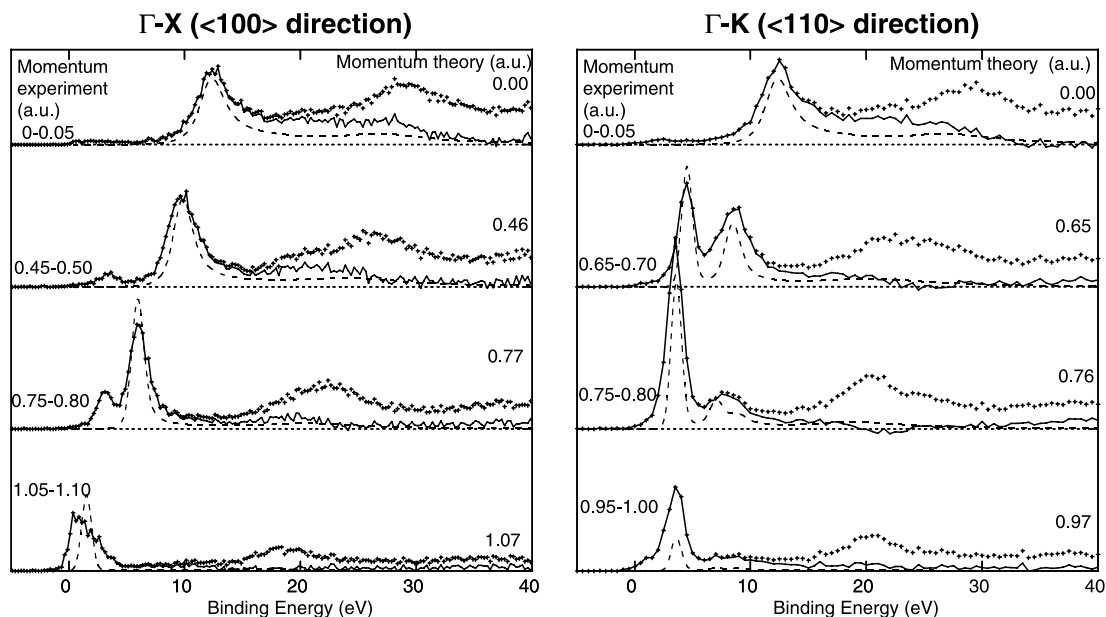 Γ-X (<100> direction)
Momentum experiment (a.u.)
Momentum theory (a.u.)
0-0.05
0.00
0.45-0.50
0.46
0.75-0.80
0.77
1.05-1.10
1.07
0 10 20 30 40
Binding Energy (eV)
Γ-K (<110> direction)
Momentum experiment (a.u.)
Momentum theory (a.u.)
0-0.05
0.00
0.65-0.70
0.65
0.75-0.80
0.76
0.95-1.00
0.97
0 10 20 30 40
Binding Energy (eV)